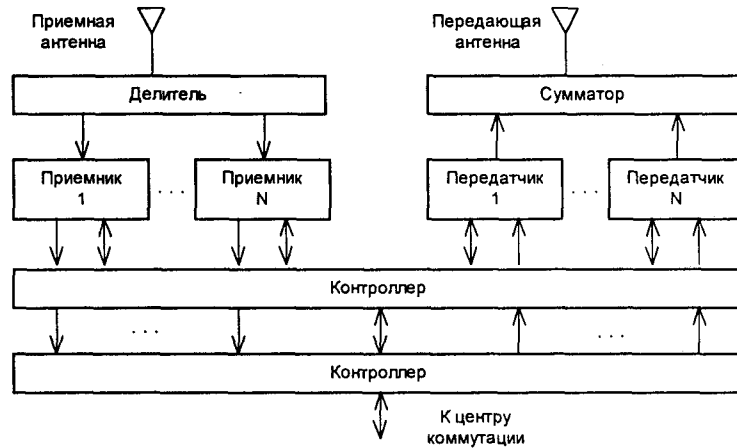 Приемная
антенна
Передающая
антенна
Делитель
Сумматор
Приемник
1
. . .
Приемник
N
Передатчик
1
. . .
Передатчик
N
Контроллер
. . .
. . .
Контроллер
К центру
коммутации